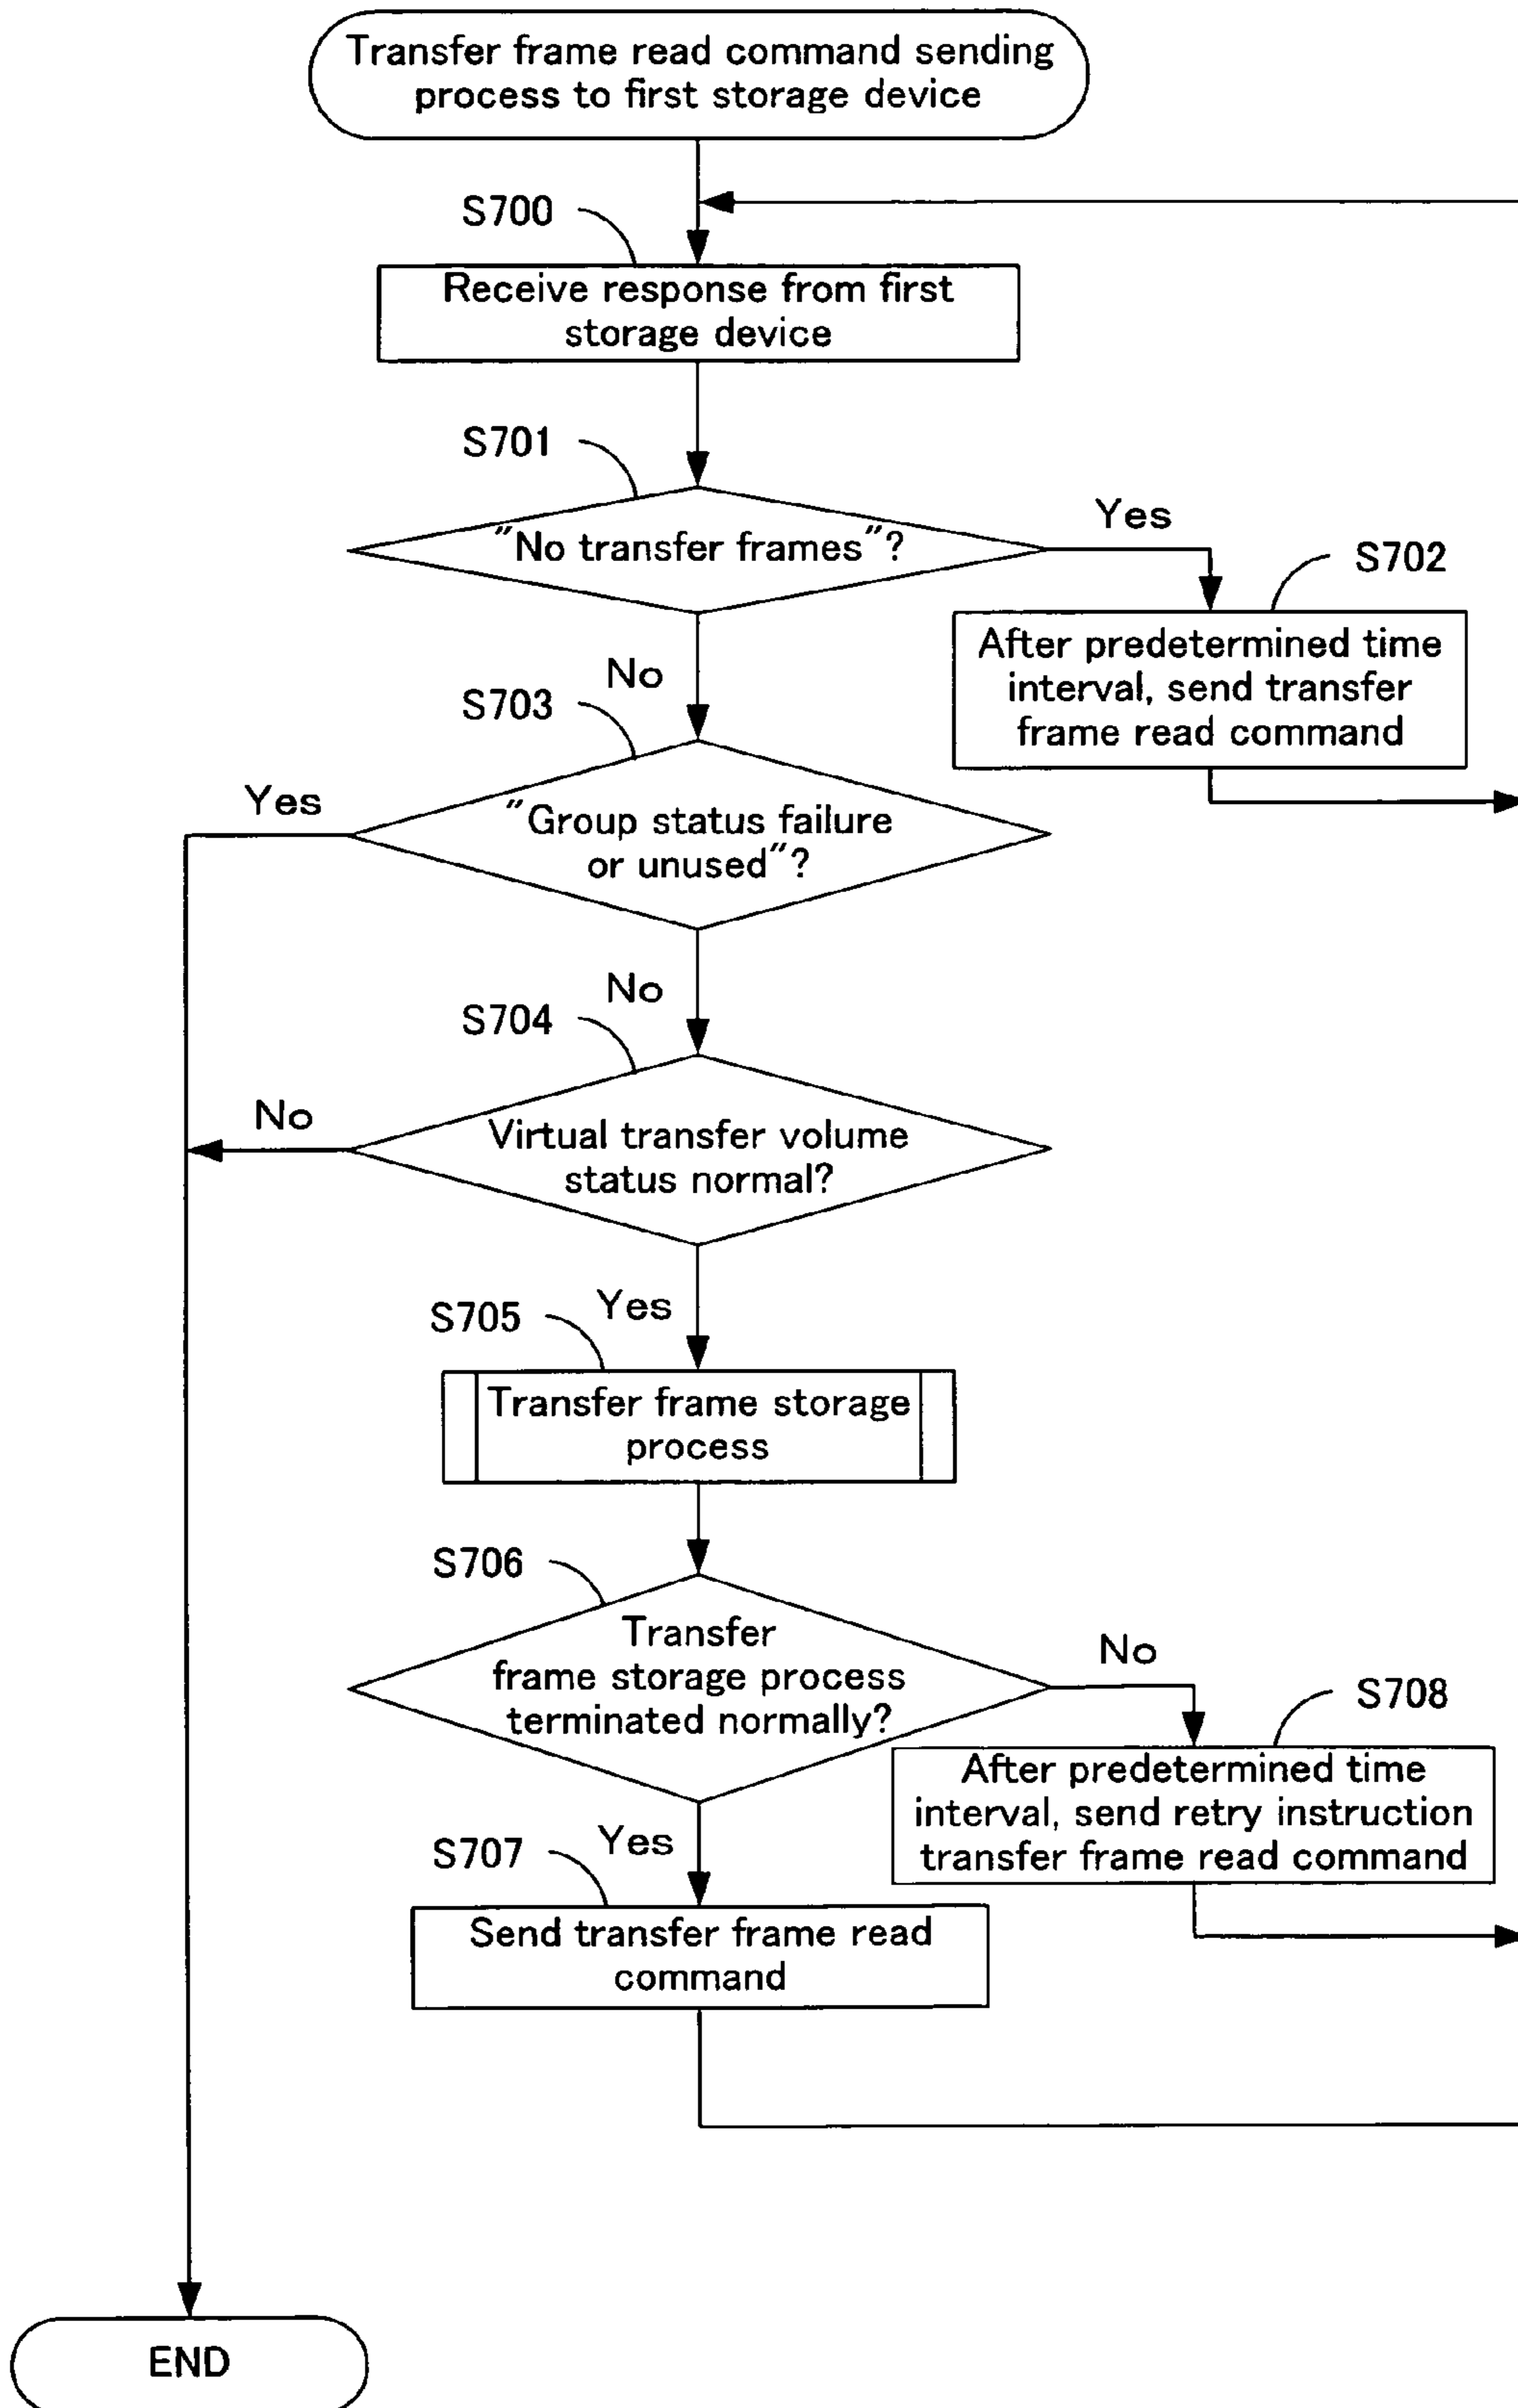 Transfer frame read command sending
process to first storage device
S700
Receive response from first
storage device
S701
"No transfer frames"?
Yes
S702
After predetermined time
interval, send transfer
frame read command
No
S703
Yes
"Group status failure
or unused"?
No
S704
No
Virtual transfer volume
status normal?
Yes
S705
Transfer frame storage
process
S706
Transfer
frame storage process
terminated normally?
No
S708
After predetermined time
interval, send retry instruction
transfer frame read command
Yes
S707
Send transfer frame read
command
END